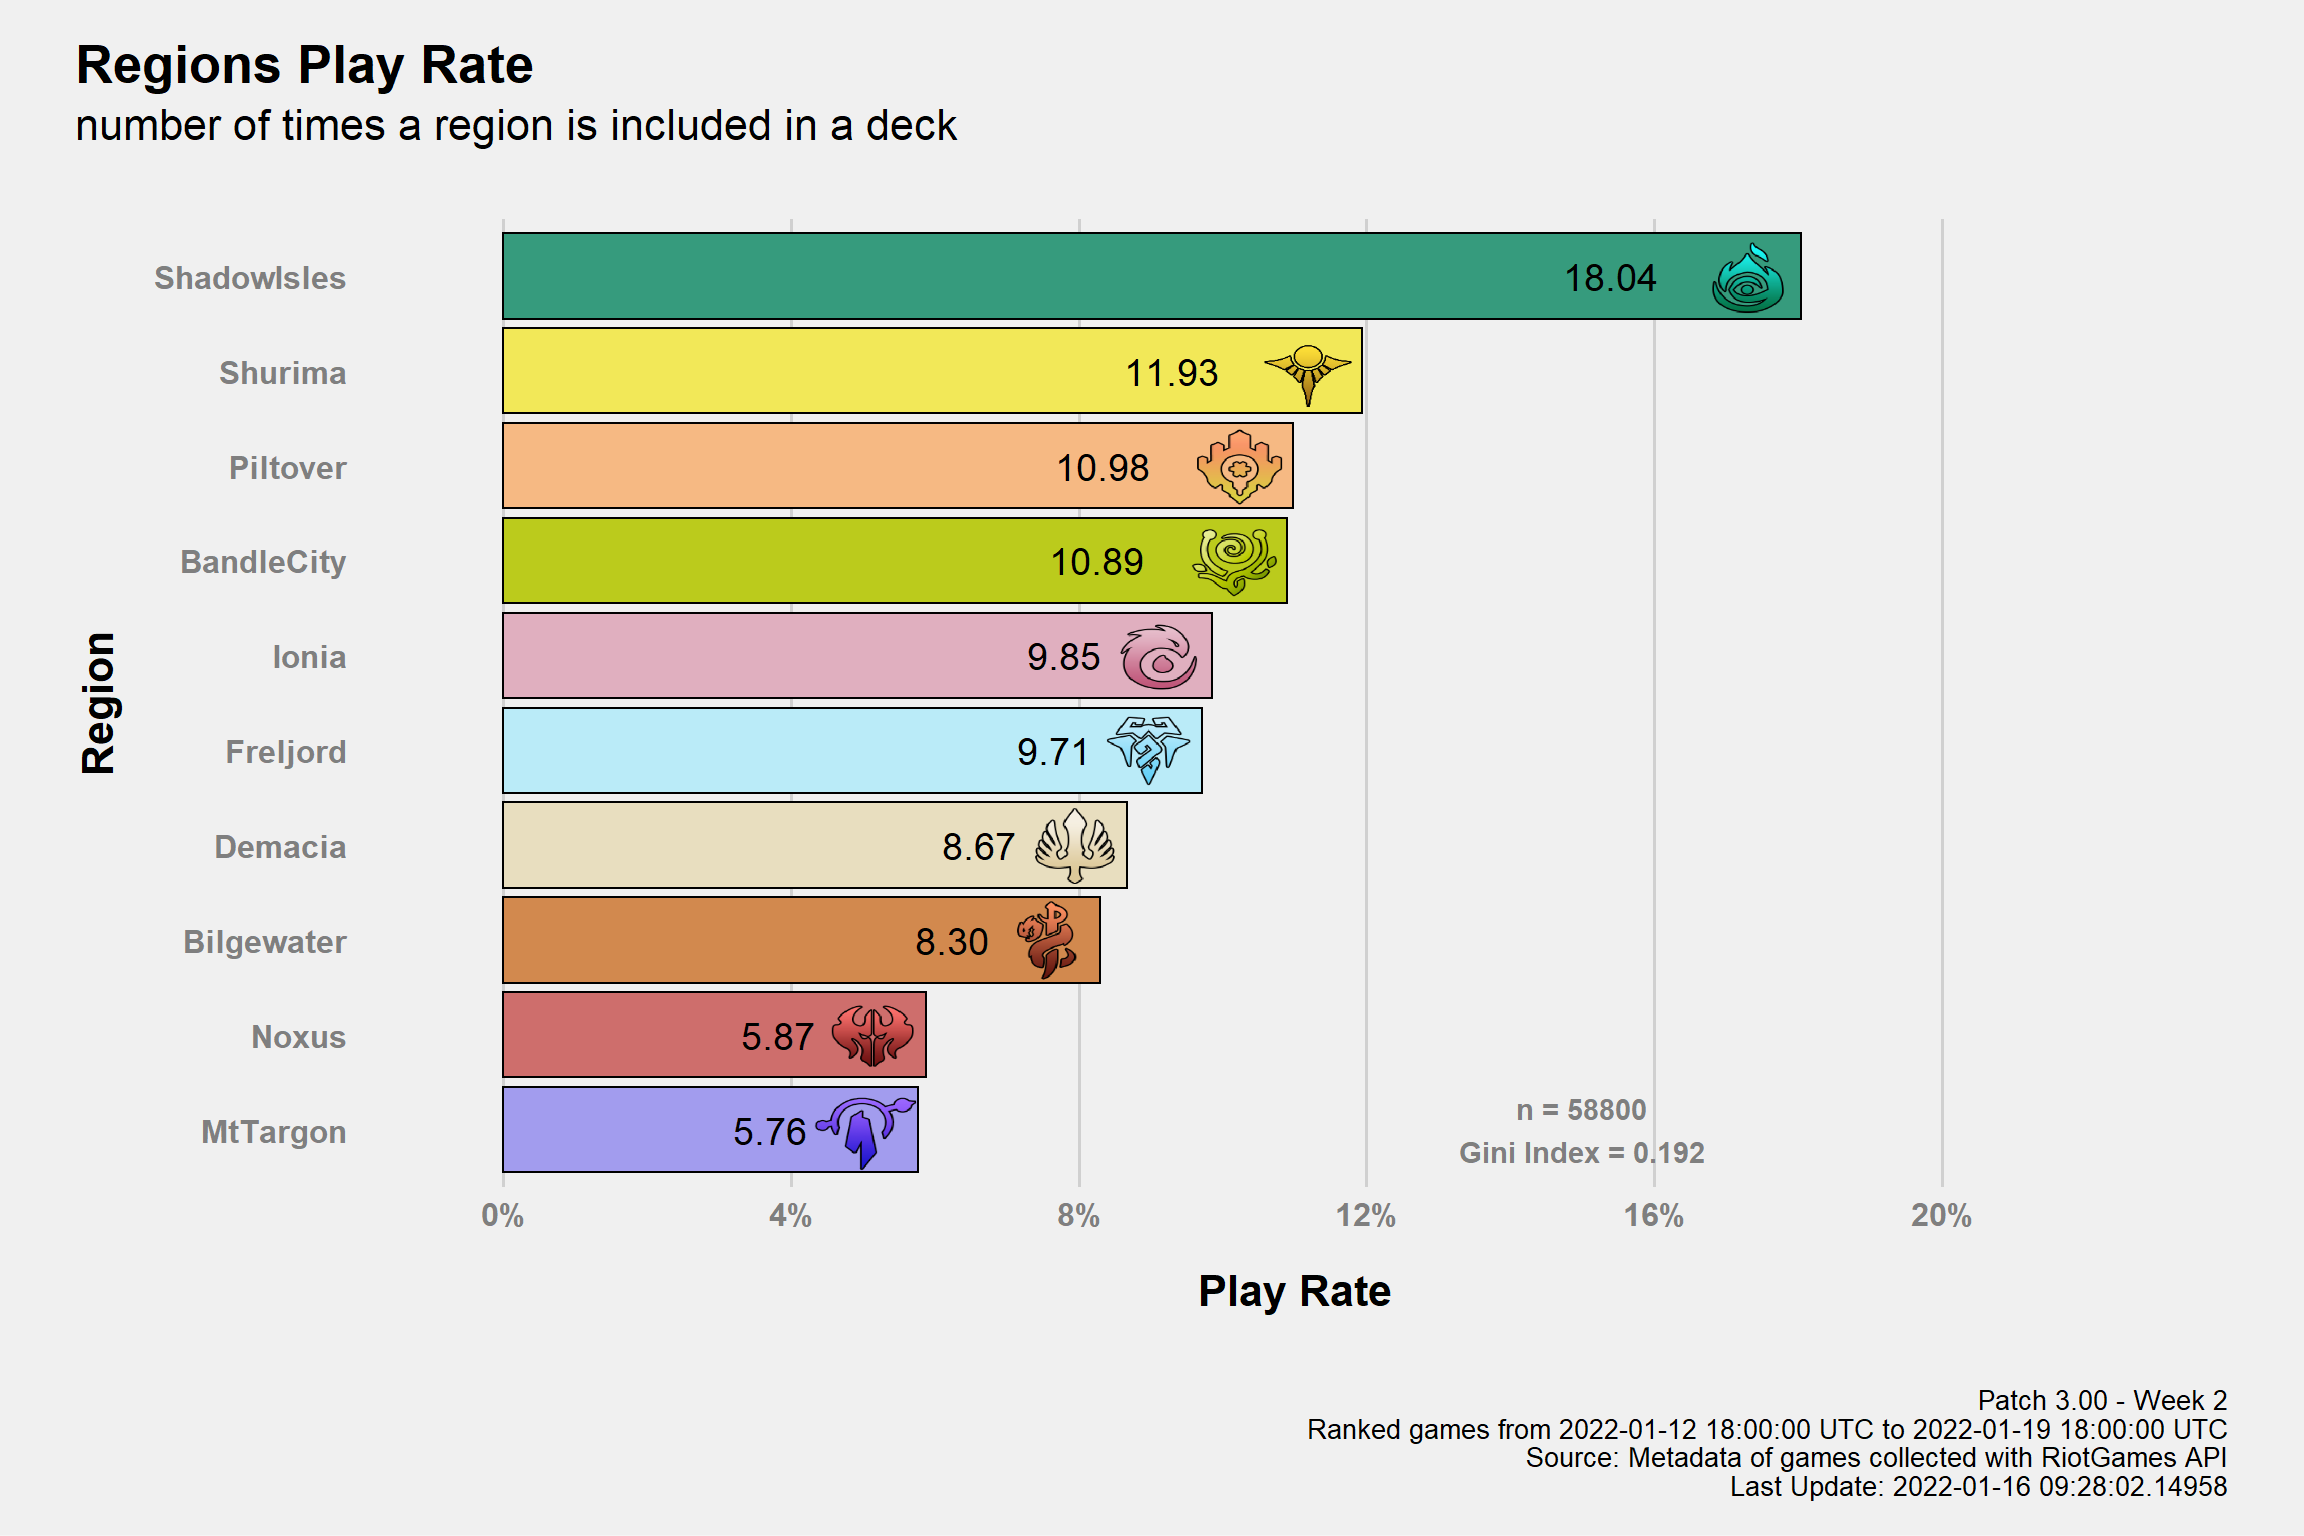 Regions Play Rate
number of times a region is included in a deck
Region
ShadowIsles 18.04
Shurima 11.93
Piltover 10.98
BandleCity 10.89
Ionia 9.85
Freljord 9.71
Demacia 8.67
Bilgewater 8.30
Noxus 5.87
MtTargon 5.76
n = 58800
Gini Index = 0.192
0% 4% 8% 12% 16% 20%
Play Rate
Patch 3.00 - Week 2
Ranked games from 2022-01-12 18:00:00 UTC to 2022-01-19 18:00:00 UTC
Source: Metadata of games collected with RiotGames API
Last Update: 2022-01-16 09:28:02.14958